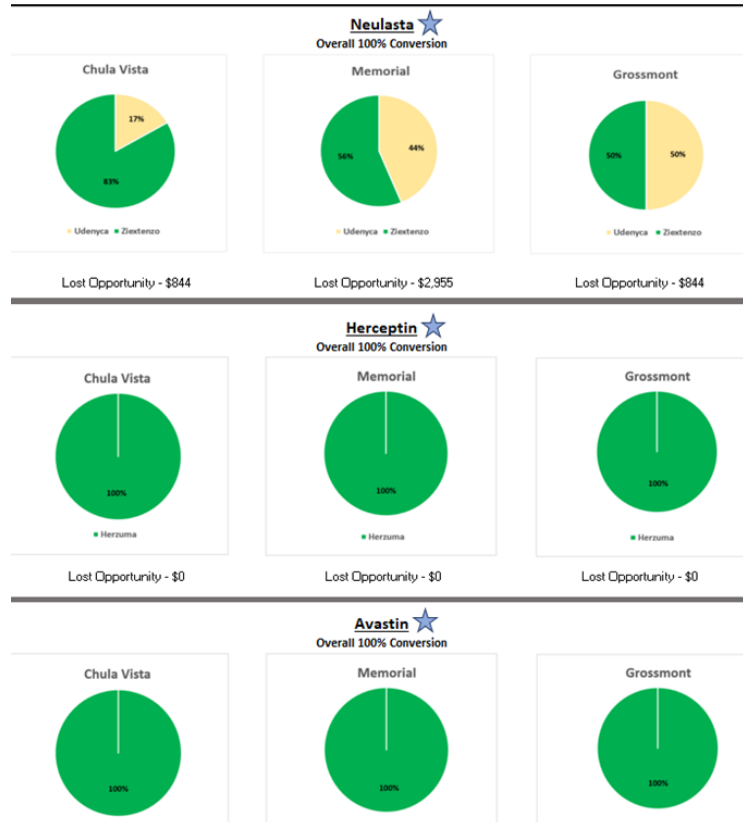 Neulasta
Overall 100% Conversion
Chula Vista
17%
83%
Udenyca Ziextenzo
Memorial
44%
56%
Udenyca Ziextenzo
Grossmont
50%
50%
Udenyca Ziextenzo
Lost Opportunity - $844
Lost Opportunity - $2,955
Lost Opportunity - $844
Herceptin
Overall 100% Conversion
Chula Vista
100%
Herzuma
Memorial
100%
Herzuma
Grossmont
100%
Herzuma
Lost Opportunity - $0
Lost Opportunity - $0
Lost Opportunity - $0
Avastin
Overall 100% Conversion
Chula Vista
100%
Memorial
100%
Grossmont
100%